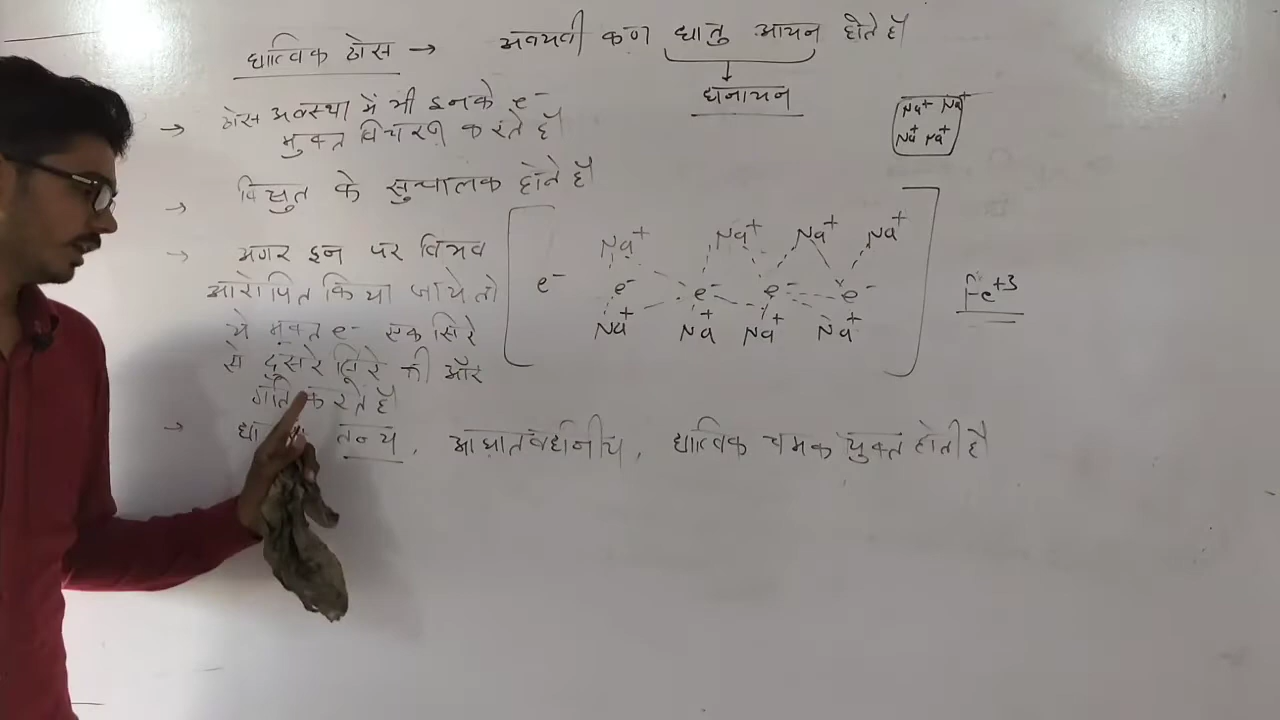 धात्विक ठोस → अवयवी कण धातु आयन होते हैं
धनायन
→ ठोस अवस्था में भी इनके e⁻
मुक्त विचरण करते हैं
Na⁺ Na⁺
Na⁺ Na⁺
→ विद्युत के सुचालक होते हैं
→ अगर इन पर विभव
आरोपित किया जाये तो
ये मुक्त e⁻ एक सिरे
से दुसरे सिरे की ओर
गति करते हैं
Na⁺ Na⁺ Na⁺ Na⁺
e⁻ e⁻ e⁻ e⁻ e⁻
Na⁺ Na⁺ Na⁺ Na⁺
Fe⁺³
→ तन्य, आघातवर्धनीय, धात्विक चमक युक्त होती है